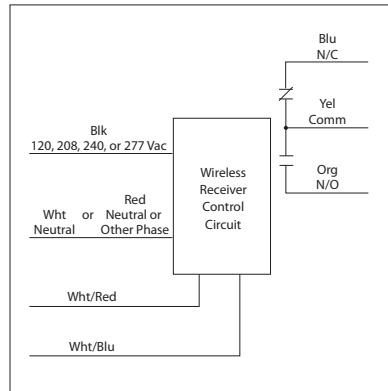 Blu
N/C
Yel
Comm
Org
N/O
Blk
120, 208, 240, or 277 Vac
Wireless
Receiver
Control
Circuit
Red
Wht or Neutral or
Neutral Other Phase
Wht/Red
Wht/Blu